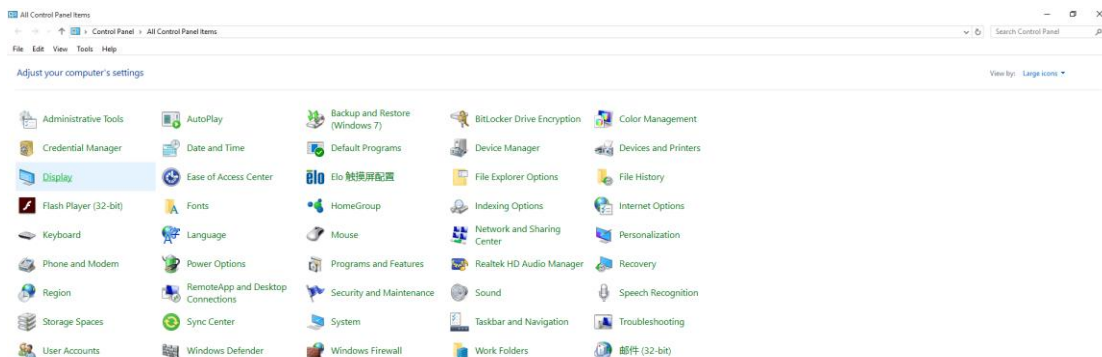 All Control Panel Items
Control Panel › All Control Panel Items
Search Control Panel
File Edit View Tools Help
Adjust your computer's settings
View by: Large icons
Administrative Tools
AutoPlay
Backup and Restore
(Windows 7)
BitLocker Drive Encryption
Color Management
Credential Manager
Date and Time
Default Programs
Device Manager
Devices and Printers
Display
Ease of Access Center
elo
Elo 触摸屏配置
File Explorer Options
File History
Flash Player (32-bit)
Fonts
HomeGroup
Indexing Options
Internet Options
Keyboard
Language
Mouse
Network and Sharing
Center
Personalization
Phone and Modem
Power Options
Programs and Features
Realtek HD Audio Manager
Recovery
Region
RemoteApp and Desktop
Connections
Security and Maintenance
Sound
Speech Recognition
Storage Spaces
Sync Center
System
Taskbar and Navigation
Troubleshooting
User Accounts
Windows Defender
Windows Firewall
Work Folders
邮件 (32-bit)